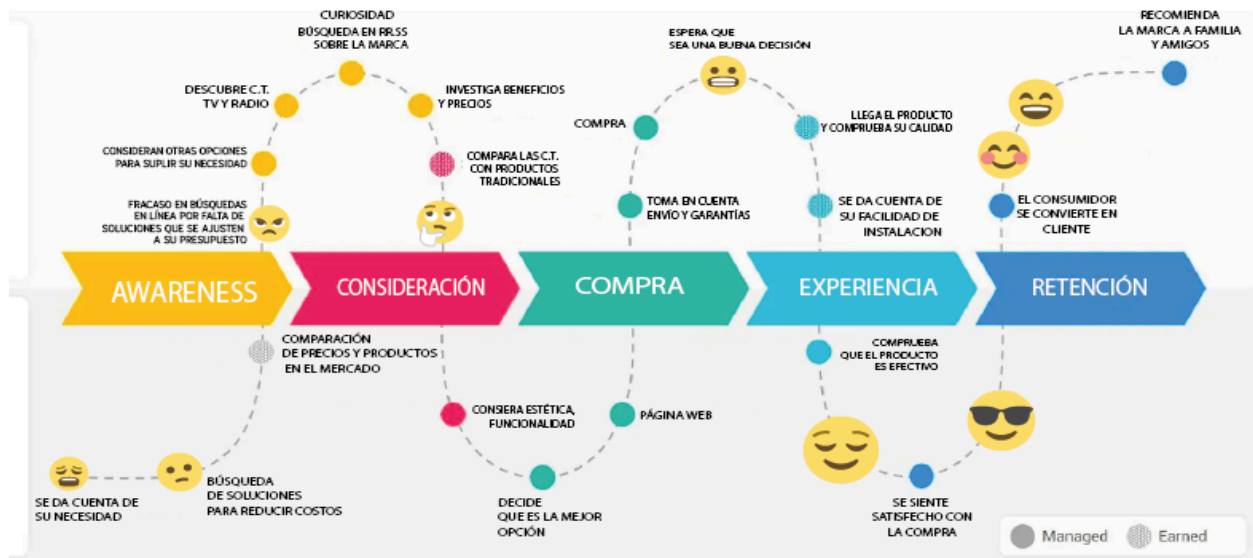 CURIOSIDAD
BÚSQUEDA EN RR.SS
SOBRE LA MARCA
DESCUBRE C.T.
TV Y RADIO
INVESTIGA BENEFICIOS
Y PRECIOS
CONSIDERAN OTRAS OPCIONES
PARA SUPLIR SU NECESIDAD
COMPARA LAS C.T.
CON PRODUCTOS
TRADICIONALES
FRACASO EN BÚSQUEDAS
EN LÍNEA POR FALTA DE
SOLUCIONES QUE SE AJUSTEN
A SU PRESUPUESTO
ESPERA QUE
SEA UNA BUENA DECISIÓN
COMPRA
TOMA EN CUENTA
ENVÍO Y GARANTÍAS
LLEGA EL PRODUCTO
Y COMPRUEBA SU CALIDAD
SE DA CUENTA DE
SU FACILIDAD DE
INSTALACION
RECOMIENDA
LA MARCA A FAMILIA
Y AMIGOS
EL CONSUMIDOR
SE CONVIERTE EN
CLIENTE
AWARENESS
CONSIDERACIÓN
COMPRA
EXPERIENCIA
RETENCIÓN
COMPARACIÓN
DE PRECIOS Y PRODUCTOS
EN EL MERCADO
SE DA CUENTA DE
SU NECESIDAD
BÚSQUEDA
DE SOLUCIONES
PARA REDUCIR COSTOS
CONSIERA ESTÉTICA,
FUNCIONALIDAD
DECIDE
QUE ES LA MEJOR
OPCIÓN
PÁGINA WEB
COMPRUEBA
QUE EL PRODUCTO
ES EFECTIVO
SE SIENTE
SATISFECHO CON
LA COMPRA
Managed
Earned